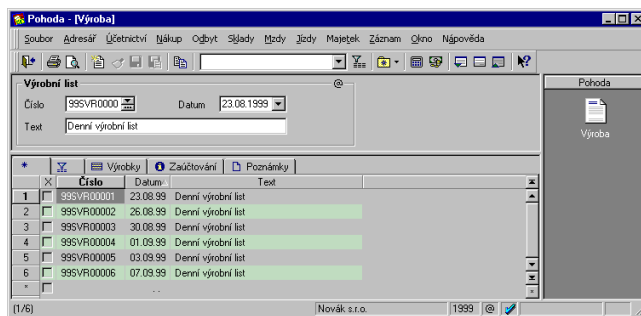 Pohoda - [Výroba]
Soubor Adresář Účetnictví Nákup Odbyt Sklady Mzdy Jízdy Majetek Záznam Okno Nápověda
Výrobní list @ Pohoda
Číslo 99SVR0000 Datum 23.08.1999
Text Denní výrobní list
Výroba
* Výrobky Zaúčtování Poznámky
X Číslo Datum Text
1 99SVR00001 23.08.99 Denní výrobní list
2 99SVR00002 26.08.99 Denní výrobní list
3 99SVR00003 30.08.99 Denní výrobní list
4 99SVR00004 01.09.99 Denní výrobní list
5 99SVR00005 03.09.99 Denní výrobní list
6 99SVR00006 07.09.99 Denní výrobní list
* . .
(1/6) Novák s.r.o. 1999 @